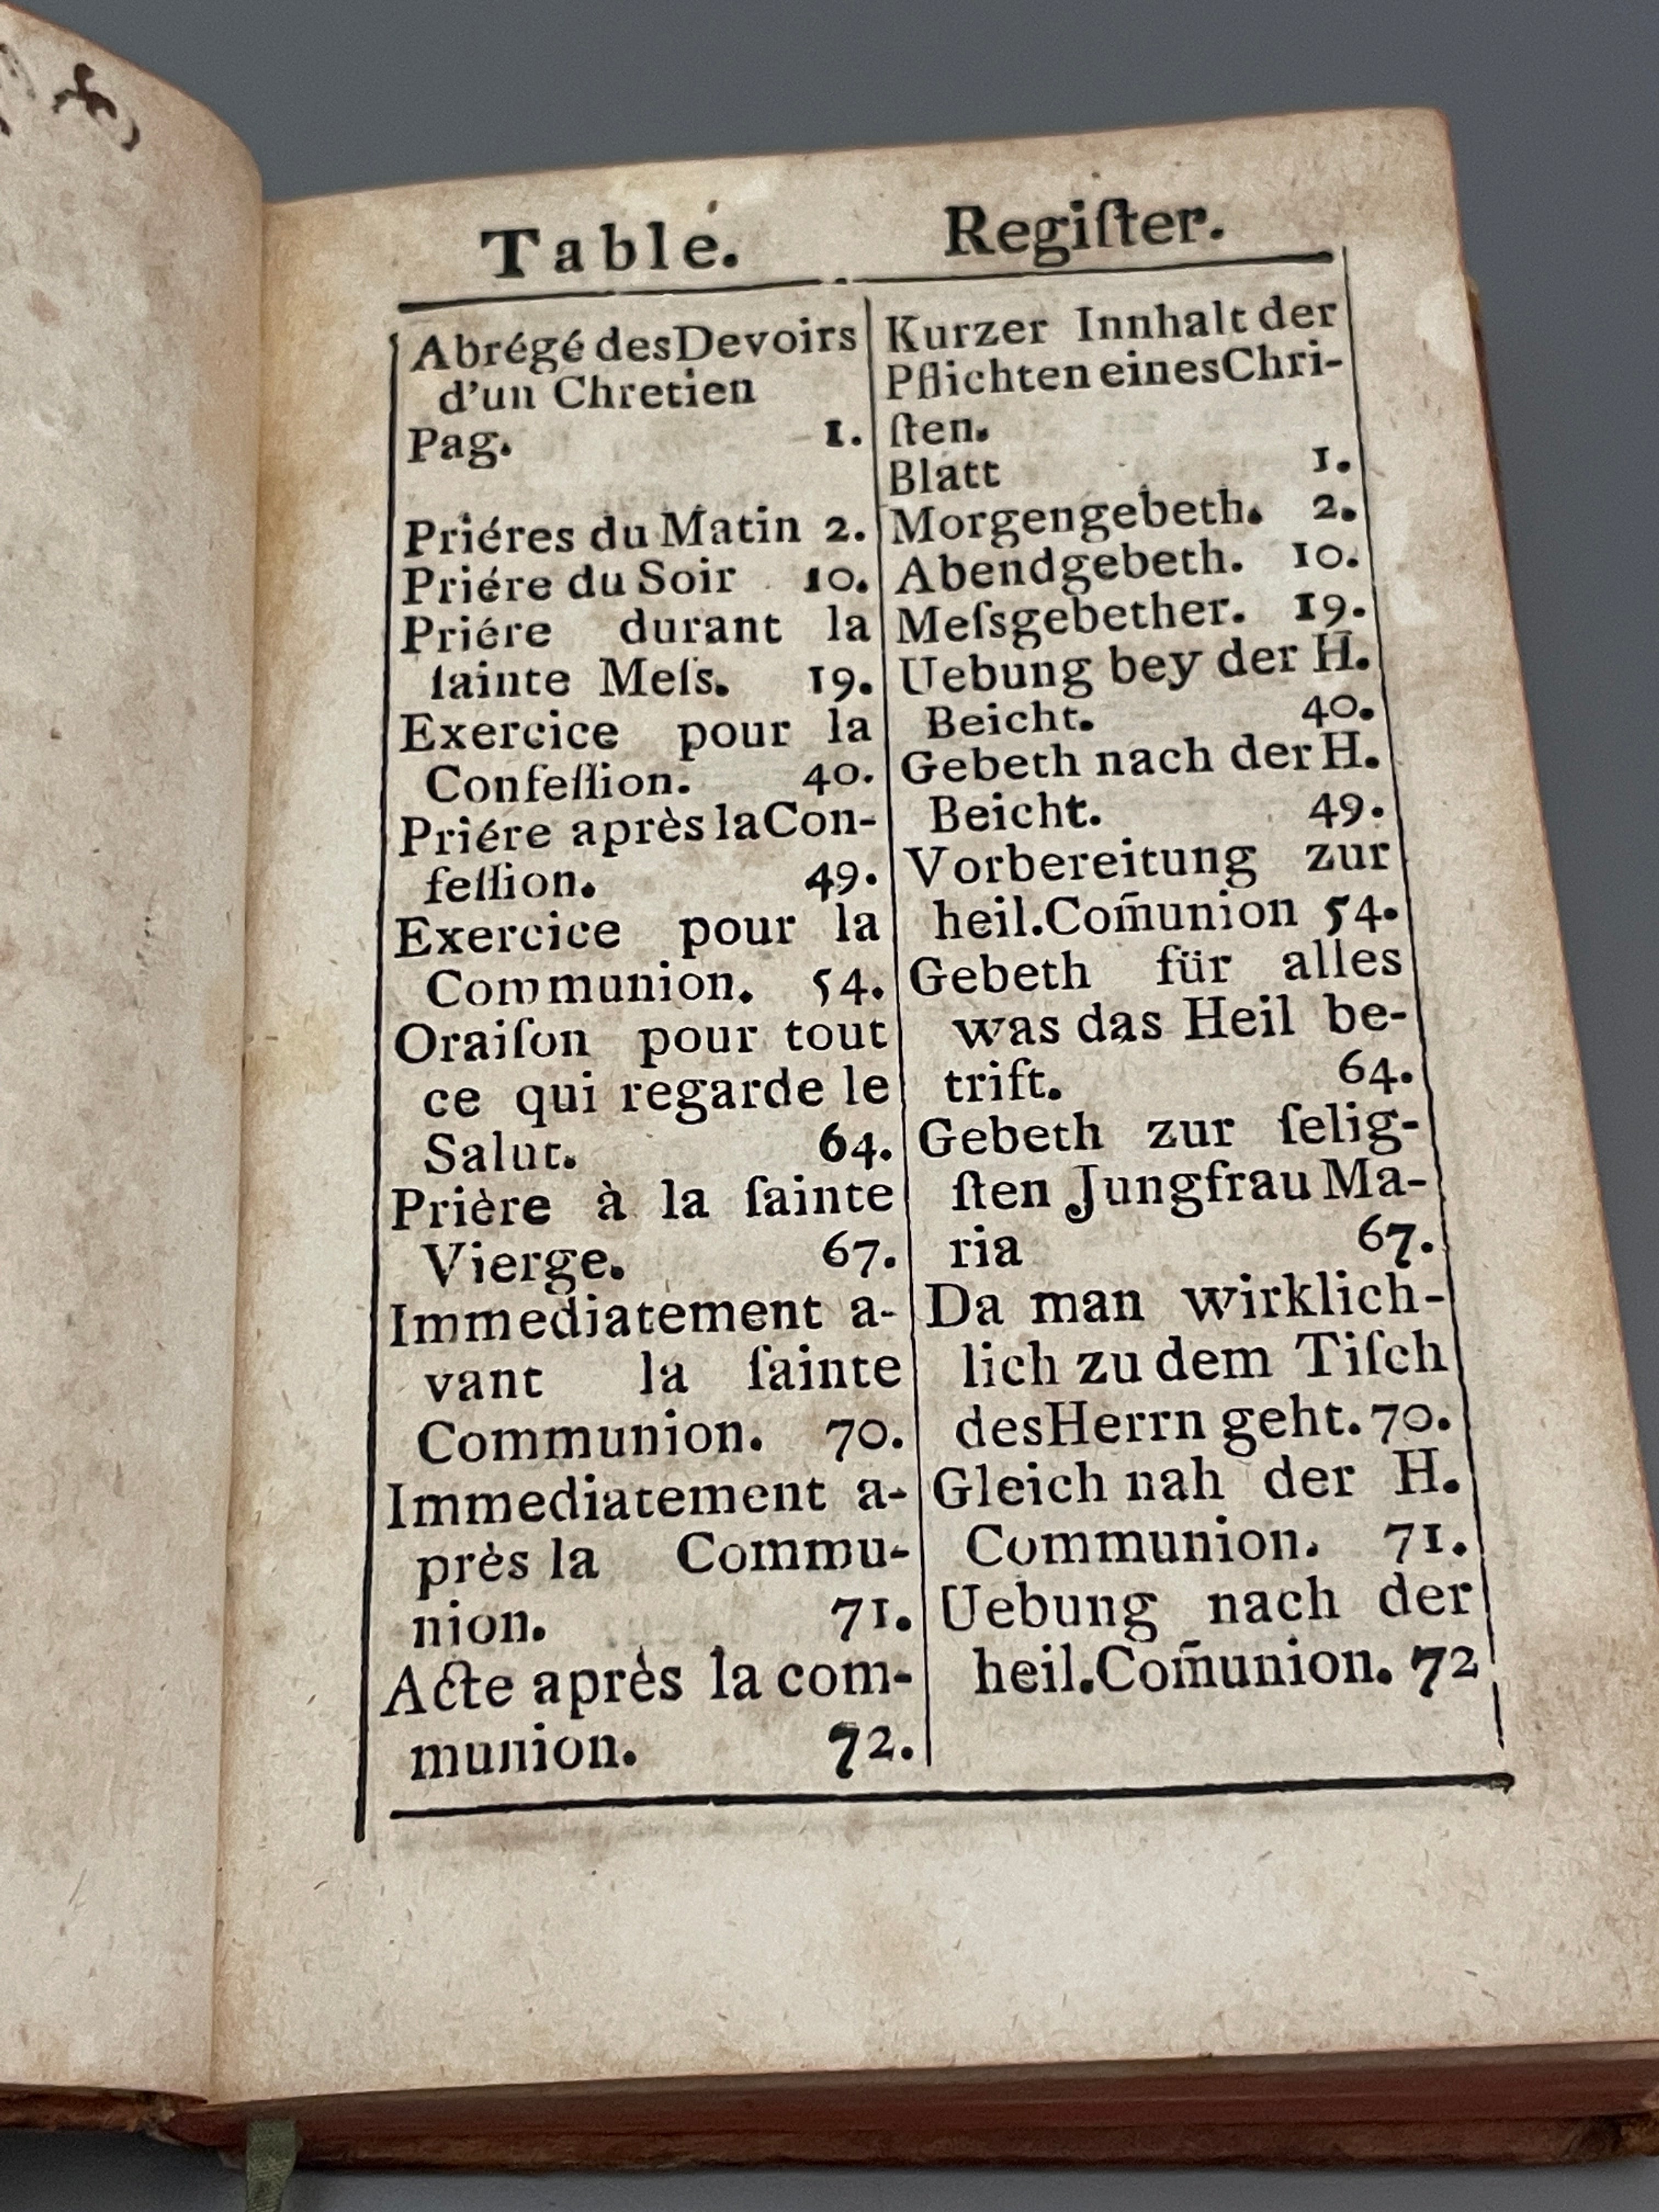 Table.
Abrégé des Devoirs
d'un Chretien
Pag. 1.
Priéres du Matin 2.
Priére du Soir 10.
Priére durant la
ſainte Meſs. 19.
Exercice pour la
Confeſſion. 40.
Priére après la Con-
feſſion. 49.
Exercice pour la
Communion. 54.
Oraiſon pour tout
ce qui regarde le
Salut. 64.
Prière à la ſainte
Vierge. 67.
Immediatement a-
vant la ſainte
Communion. 70.
Immediatement a-
près la Commu-
nion. 71.
Acte après la com-
munion. 72.
Regiſter.
Kurzer Innhalt der
Pflichten eines Chri-
ſten.
Blatt 1.
Morgengebeth. 2.
Abendgebeth. 10.
Meſsgebether. 19.
Uebung bey der H.
Beicht. 40.
Gebeth nach der H.
Beicht. 49.
Vorbereitung zur
heil. Com̃union 54.
Gebeth für alles
was das Heil be-
trift. 64.
Gebeth zur ſelig-
ſten Jungfrau Ma-
ria 67.
Da man wirklich-
lich zu dem Tiſch
des Herrn geht. 70.
Gleich nah der H.
Communion. 71.
Uebung nach der
heil. Com̃union. 72